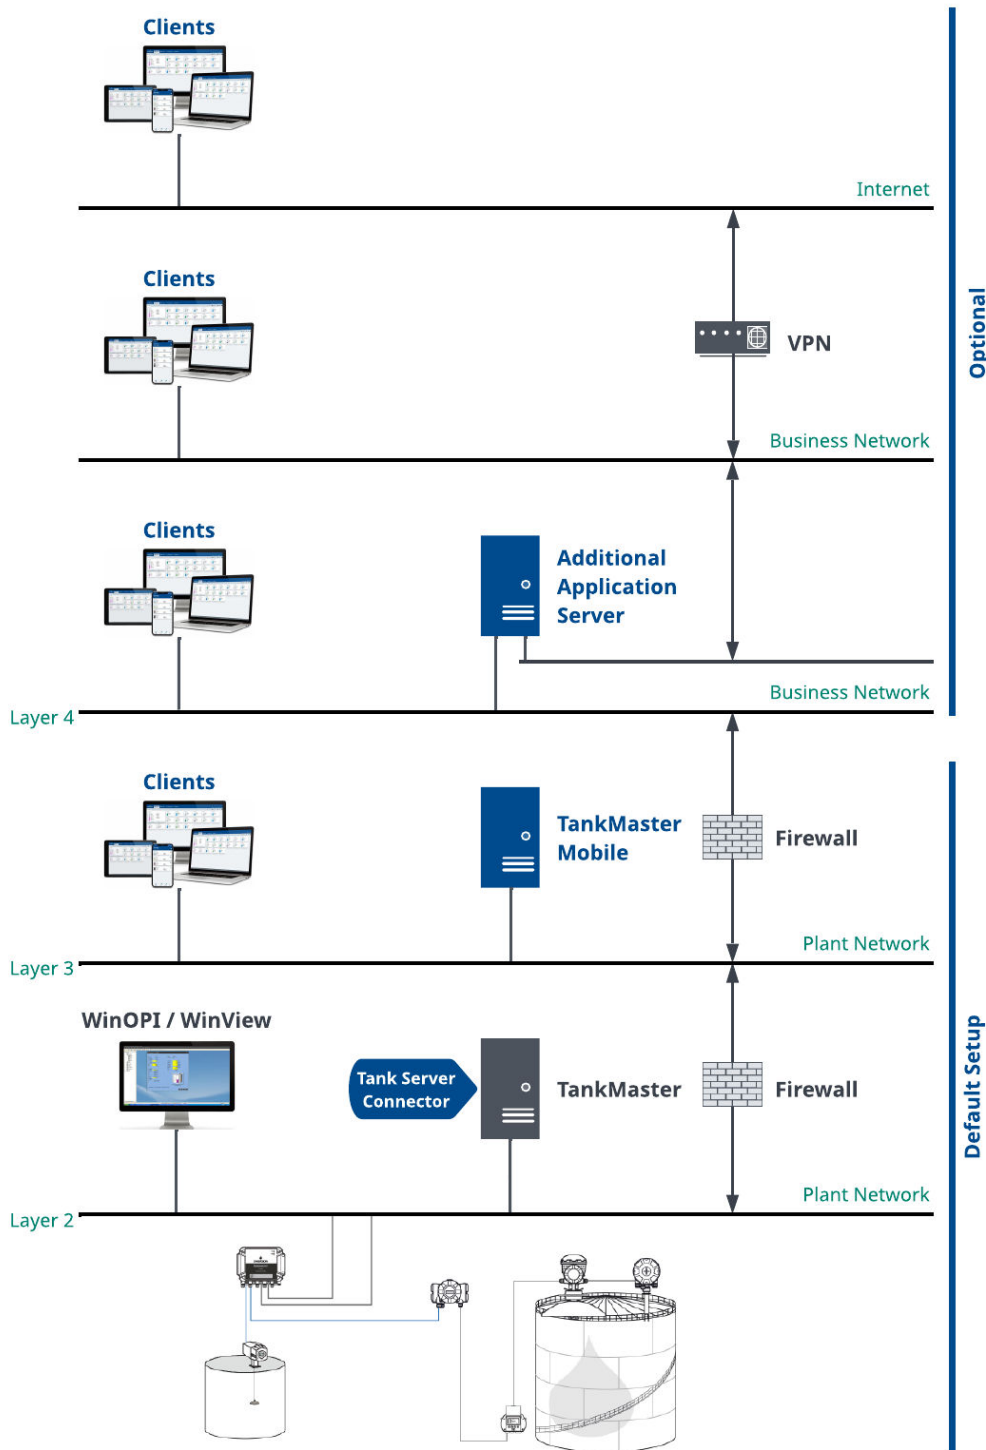 Clients
Internet
Clients
VPN
Optional
Business Network
Clients
Additional
Application
Server
Business Network
Layer 4
Clients
TankMaster
Mobile
Firewall
Plant Network
Layer 3
WinOPI / WinView
Tank Server
Connector
TankMaster
Firewall
Default Setup
Plant Network
Layer 2